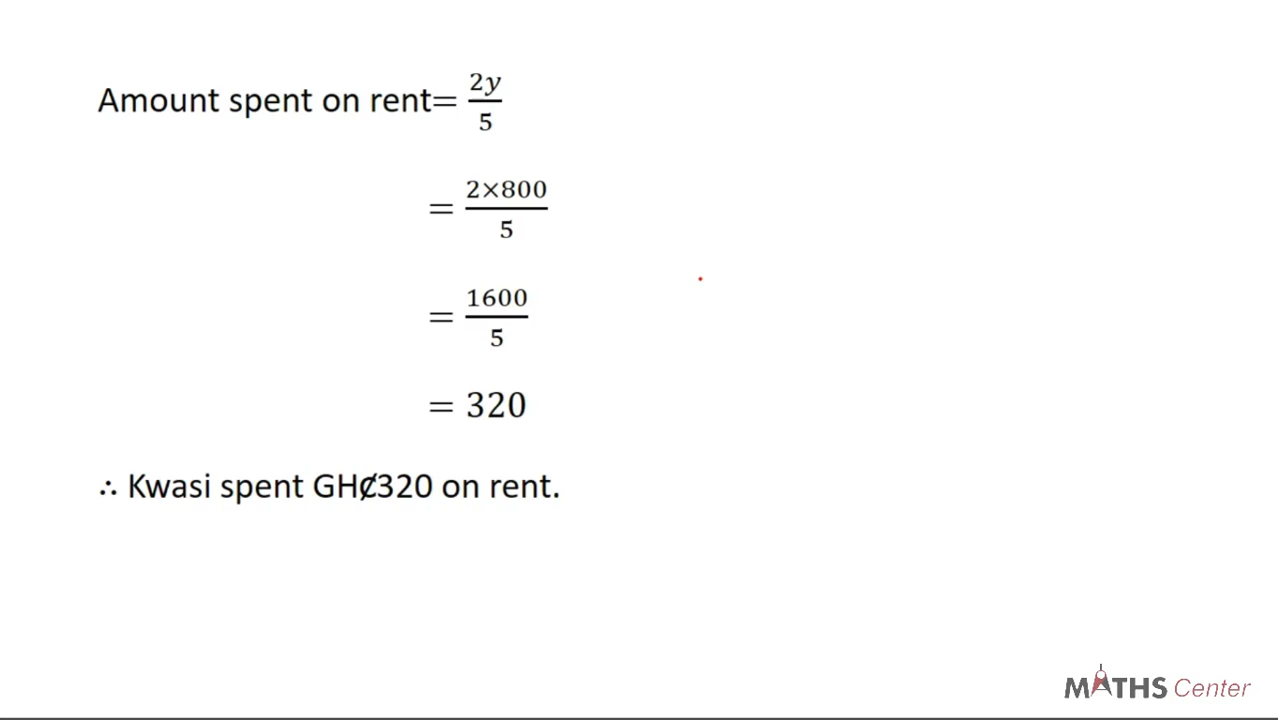 Amount spent on rent= 2y/5
= 2×800/5
= 1600/5
= 320
∴ Kwasi spent GH₵320 on rent.
MATHS Center